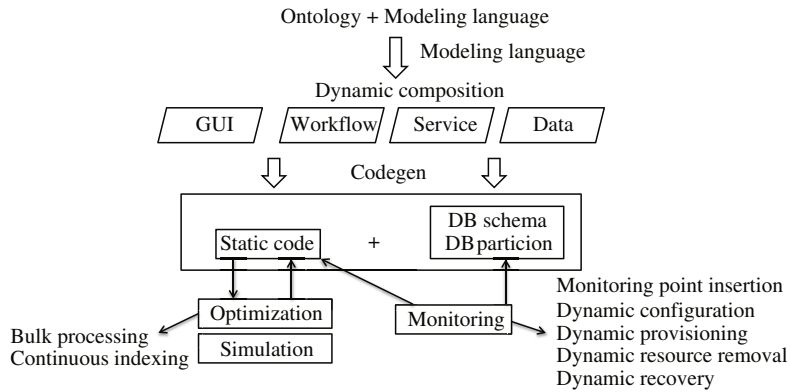 Ontology + Modeling language
Modeling language
Dynamic composition
GUI
Workflow
Service
Data
Codegen
Static code
+
DB schema
DB particion
Optimization
Simulation
Monitoring
Bulk processing
Continuous indexing
Monitoring point insertion
Dynamic configuration
Dynamic provisioning
Dynamic resource removal
Dynamic recovery